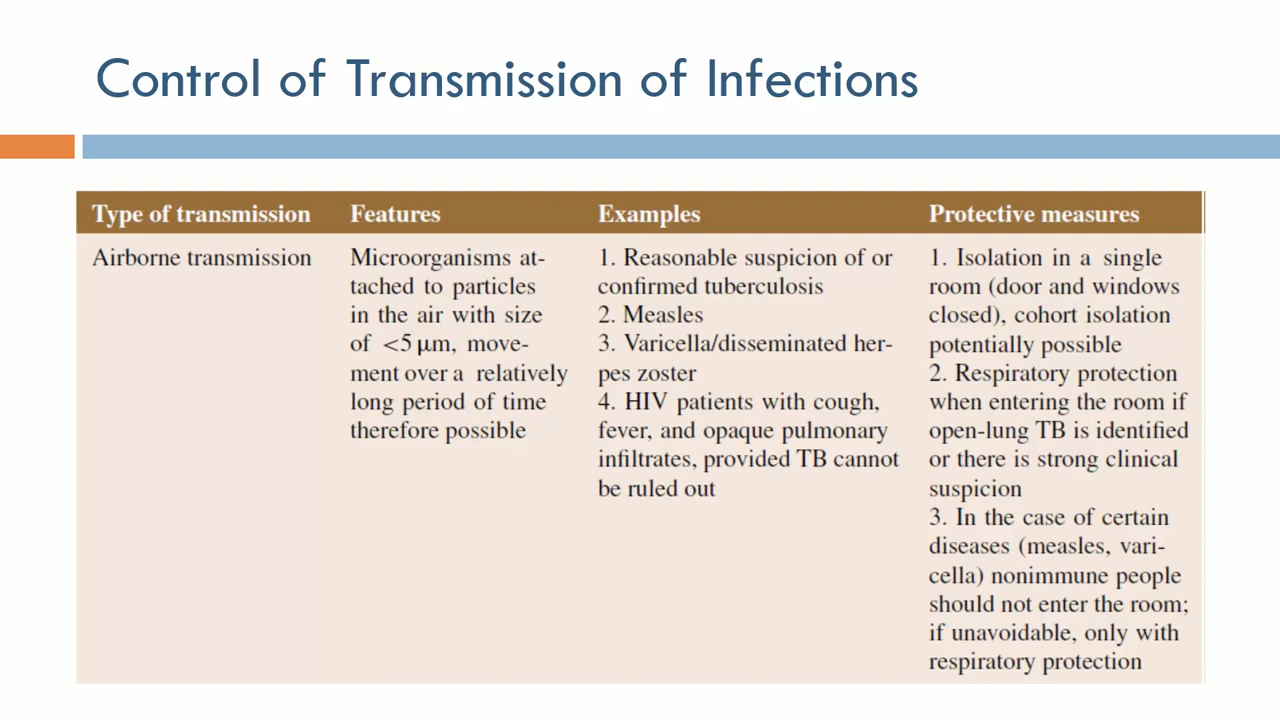 Control of Transmission of Infections
Type of transmission
Features
Examples
Protective measures
Airborne transmission
Microorganisms at-
tached to particles
in the air with size
of <5 µm, move-
ment over a relatively
long period of time
therefore possible
1. Reasonable suspicion of or
confirmed tuberculosis
2. Measles
3. Varicella/disseminated her-
pes zoster
4. HIV patients with cough,
fever, and opaque pulmonary
infiltrates, provided TB cannot
be ruled out
1. Isolation in a single
room (door and windows
closed), cohort isolation
potentially possible
2. Respiratory protection
when entering the room if
open-lung TB is identified
or there is strong clinical
suspicion
3. In the case of certain
diseases (measles, vari-
cella) nonimmune people
should not enter the room;
if unavoidable, only with
respiratory protection